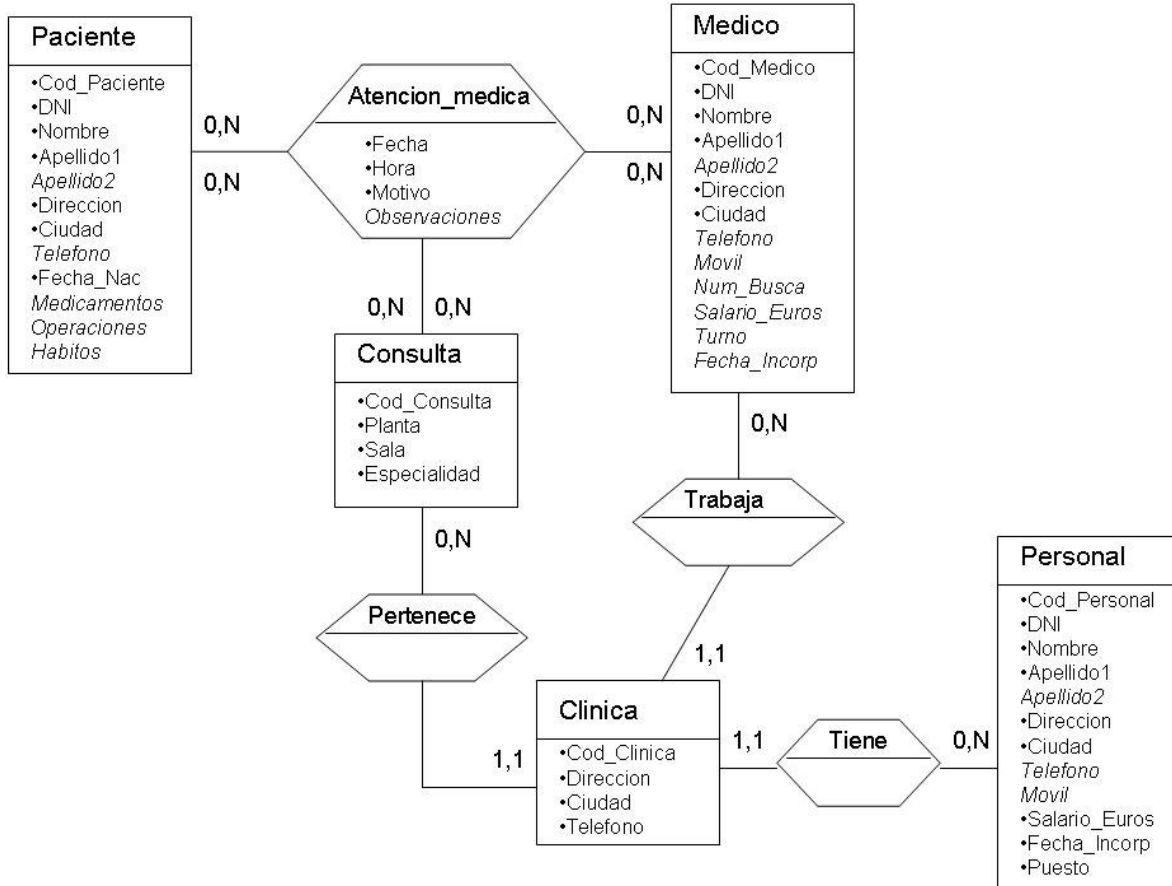 Paciente
•Cod_Paciente
•DNI
•Nombre
•Apellido1
Apellido2
•Direccion
•Ciudad
Telefono
•Fecha_Nac
Medicamentos
Operaciones
Habitos
0,N
0,N
Atencion_medica
•Fecha
•Hora
•Motivo
Observaciones
0,N
0,N
Medico
•Cod_Medico
•DNI
•Nombre
•Apellido1
Apellido2
•Direccion
•Ciudad
Telefono
Movil
Num_Busca
Salario_Euros
Turno
Fecha_Incorp
0,N 0,N
Consulta
•Cod_Consulta
•Planta
•Sala
•Especialidad
0,N
Pertenece
1,1
0,N
Trabaja
1,1
Clinica
•Cod_Clinica
•Direccion
•Ciudad
•Telefono
1,1
Tiene
0,N
Personal
•Cod_Personal
•DNI
•Nombre
•Apellido1
Apellido2
•Direccion
•Ciudad
Telefono
Movil
•Salario_Euros
•Fecha_Incorp
•Puesto